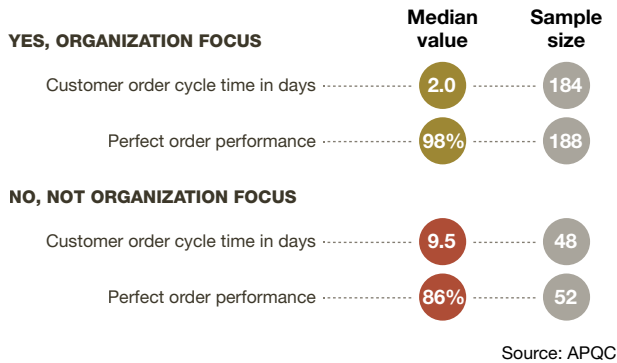 Median value
Sample size
YES, ORGANIZATION FOCUS
Customer order cycle time in days 2.0 184
Perfect order performance 98% 188
NO, NOT ORGANIZATION FOCUS
Customer order cycle time in days 9.5 48
Perfect order performance 86% 52
Source: APQC